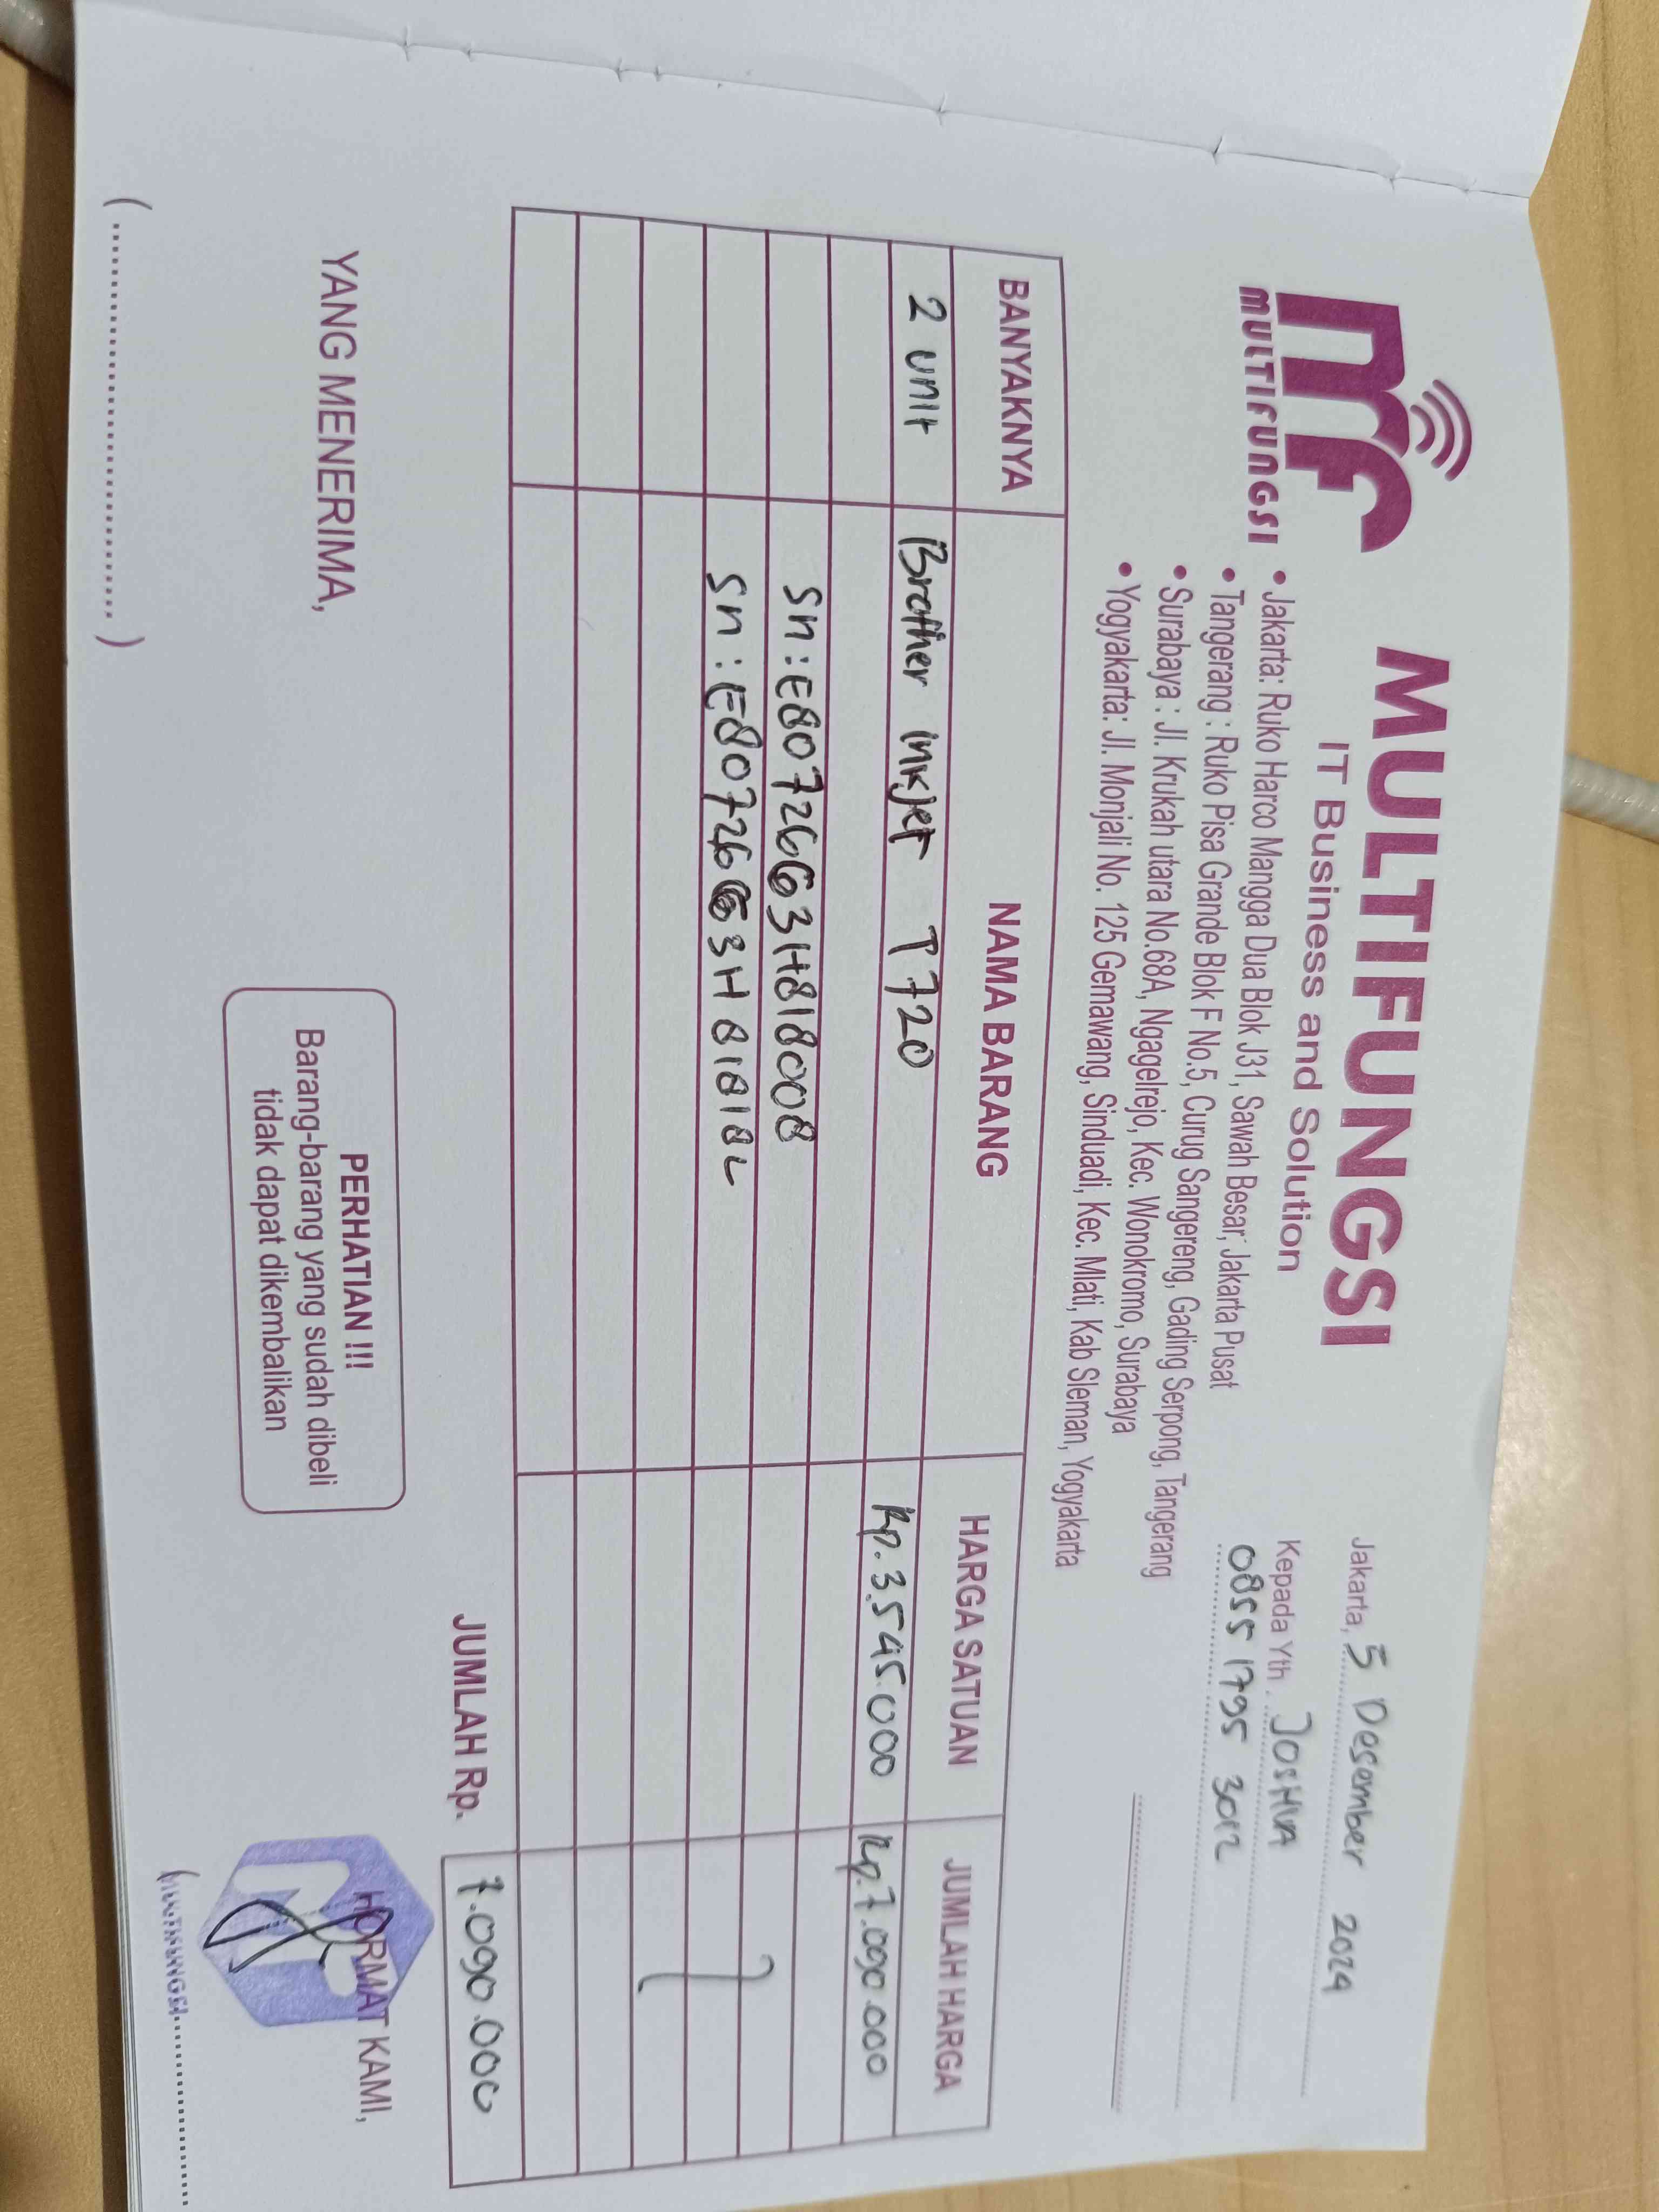 MULTIFUNGSI
MULTIFUNGSI
IT Business and Solution
• Jakarta: Ruko Harco Mangga Dua Blok J31, Sawah Besar, Jakarta Pusat
• Tangerang : Ruko Pisa Grande Blok F No.5, Curug Sangereng, Gading Serpong, Tangerang
• Surabaya : Jl. Krukah utara No.68A, Ngagelrejo, Kec. Wonokromo, Surabaya
• Yogyakarta: Jl. Monjali No. 125 Gemawang, Sinduadi, Kec. Mlati, Kab Sleman, Yogyakarta
Jakarta, 5 Desember 2024
Kepada Yth. JOSHUA
0855 1795 3012
BANYAKNYA NAMA BARANG HARGA SATUAN JUMLAH HARGA
2 unit Brother inkjet T720 Rp. 3.545.000 Rp. 7.090.000
Sn : E80726G63H818008
Sn : E80726G63H818182
JUMLAH Rp. 7.090.000
YANG MENERIMA,
PERHATIAN !!!
Barang-barang yang sudah dibeli
tidak dapat dikembalikan
HORMAT KAMI,
MULTIFUNGSI